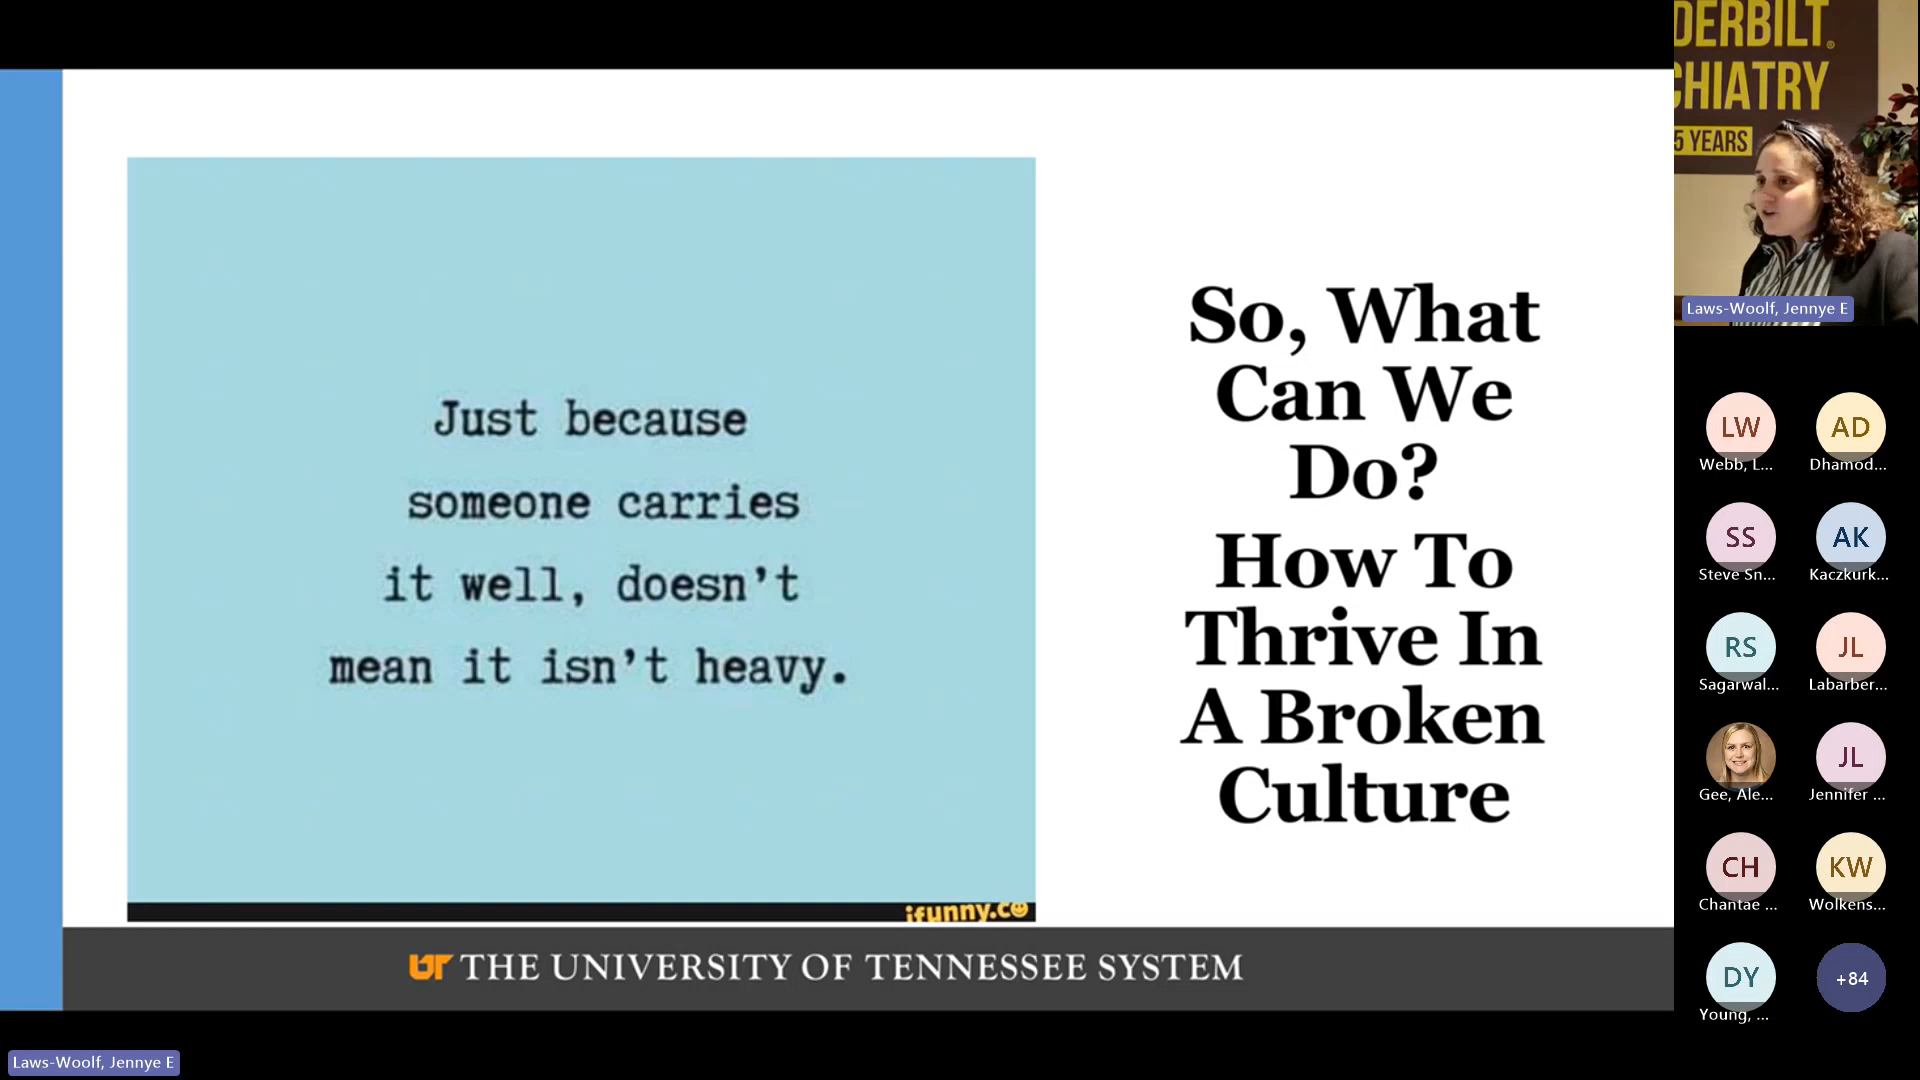 Just because
someone carries
it well, doesn't
mean it isn't heavy.
ifunny.co
So, What
Can We
Do?
How To
Thrive In
A Broken
Culture
UT THE UNIVERSITY OF TENNESSEE SYSTEM
DERBILT®
CHIATRY
5 YEARS
Laws-Woolf, Jennye E
LW
AD
Webb, L...
Dhamod...
SS
AK
Steve Sn...
Kaczkurk...
RS
JL
Sagarwal...
Labarber...
JL
Gee, Ale...
Jennifer ...
CH
KW
Chantae ...
Wolkens...
DY
+84
Young, ...
Laws-Woolf, Jennye E